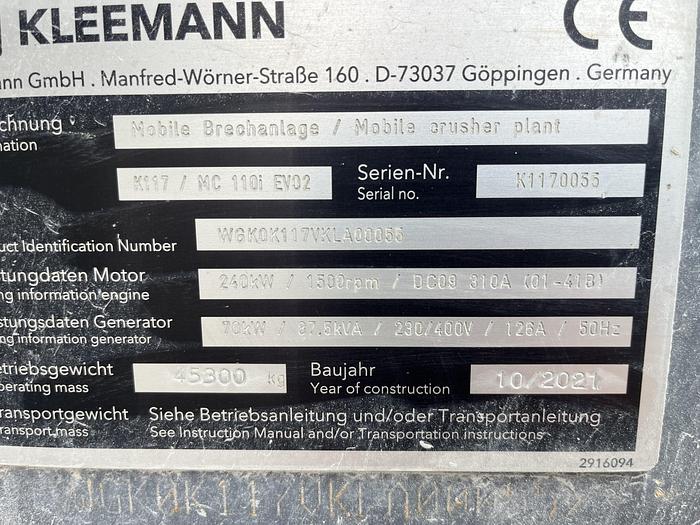 KLEEMANN CE
nn GmbH . Manfred-Wörner-Straße 160 . D-73037 Göppingen . Germany
chnung Mobile Brechanlage / Mobile crusher plant
nation
K117 / MC 110i EVO2 Serien-Nr. K1170055
Serial no.
uct Identification Number WGK0K117VKLA00055
tungdaten Motor 240kW / 1500rpm / DC09 310A (01-41B)
ng information engine
stungsdaten Generator 70kW / 87.5kVA / 230/400V / 126A / 50Hz
ng information generator
triebsgewicht 45300 kg Baujahr 10/2021
erating mass Year of construction
ransportgewicht Siehe Betriebsanleitung und/oder Transportanleitung
ransport mass See Instruction Manual and/or Transportation instructions
2916094